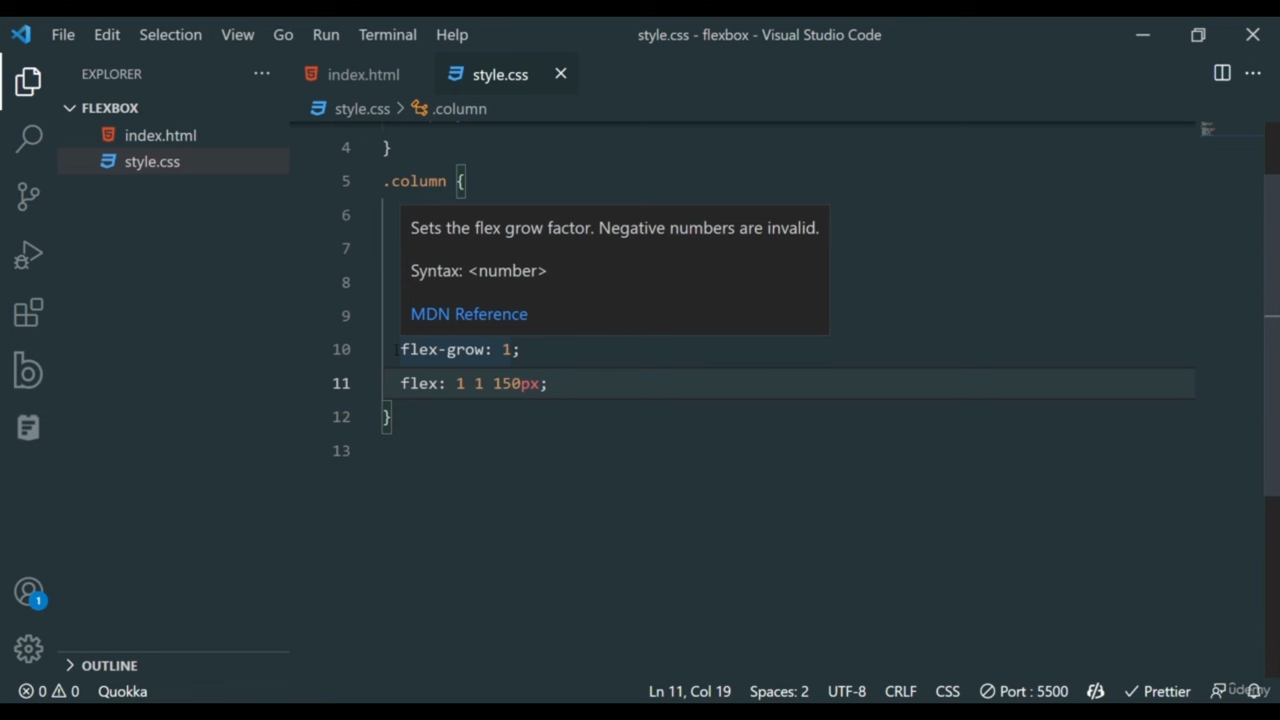 File Edit Selection View Go Run Terminal Help style.css - flexbox - Visual Studio Code
EXPLORER ... index.html style.css
FLEXBOX style.css > .column
index.html
style.css
4 }
5 .column {
6
7
8
9
Sets the flex grow factor. Negative numbers are invalid.
Syntax: <number>
MDN Reference
10 flex-grow: 1;
11 flex: 1 1 150px;
12 }
13
1
OUTLINE
0 0 Quokka Ln 11, Col 19 Spaces: 2 UTF-8 CRLF CSS Port : 5500 Prettier
udemy